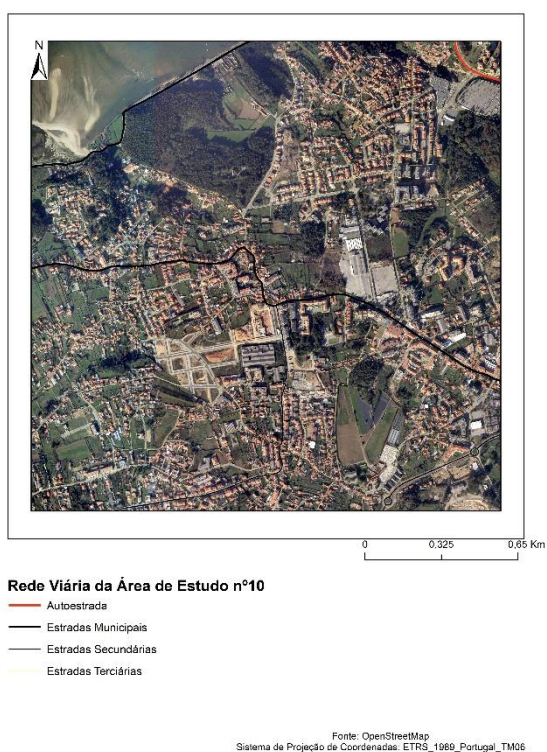 N
0 0,325 0,65 Km
Rede Viária da Área de Estudo nº10
Autoestrada
Estradas Municipais
Estradas Secundárias
Estradas Terciárias
Fonte: OpenStreetMap
Sistema de Projeção de Coordenadas: ETRS_1989_Portugal_TM06